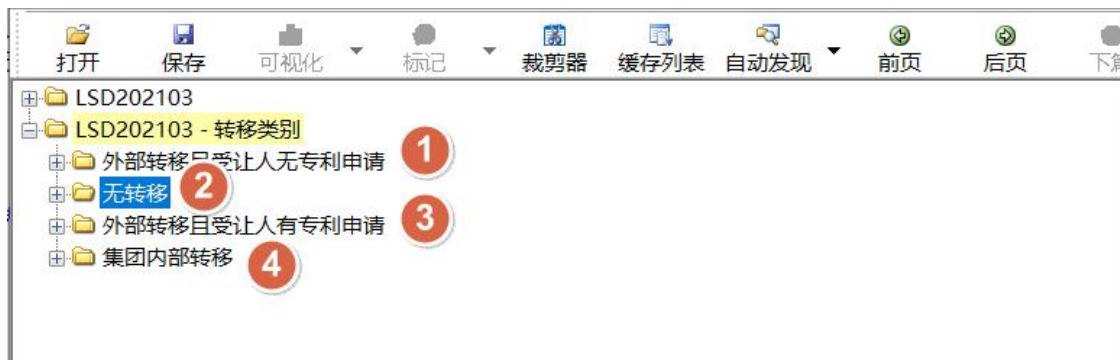 打开 保存 可视化 标记 裁剪器 缓存列表 自动发现 前页 后页
LSD202103
LSD202103 - 转移类别
外部转移且受让人无专利申请 1
无转移 2
外部转移且受让人有专利申请 3
集团内部转移 4